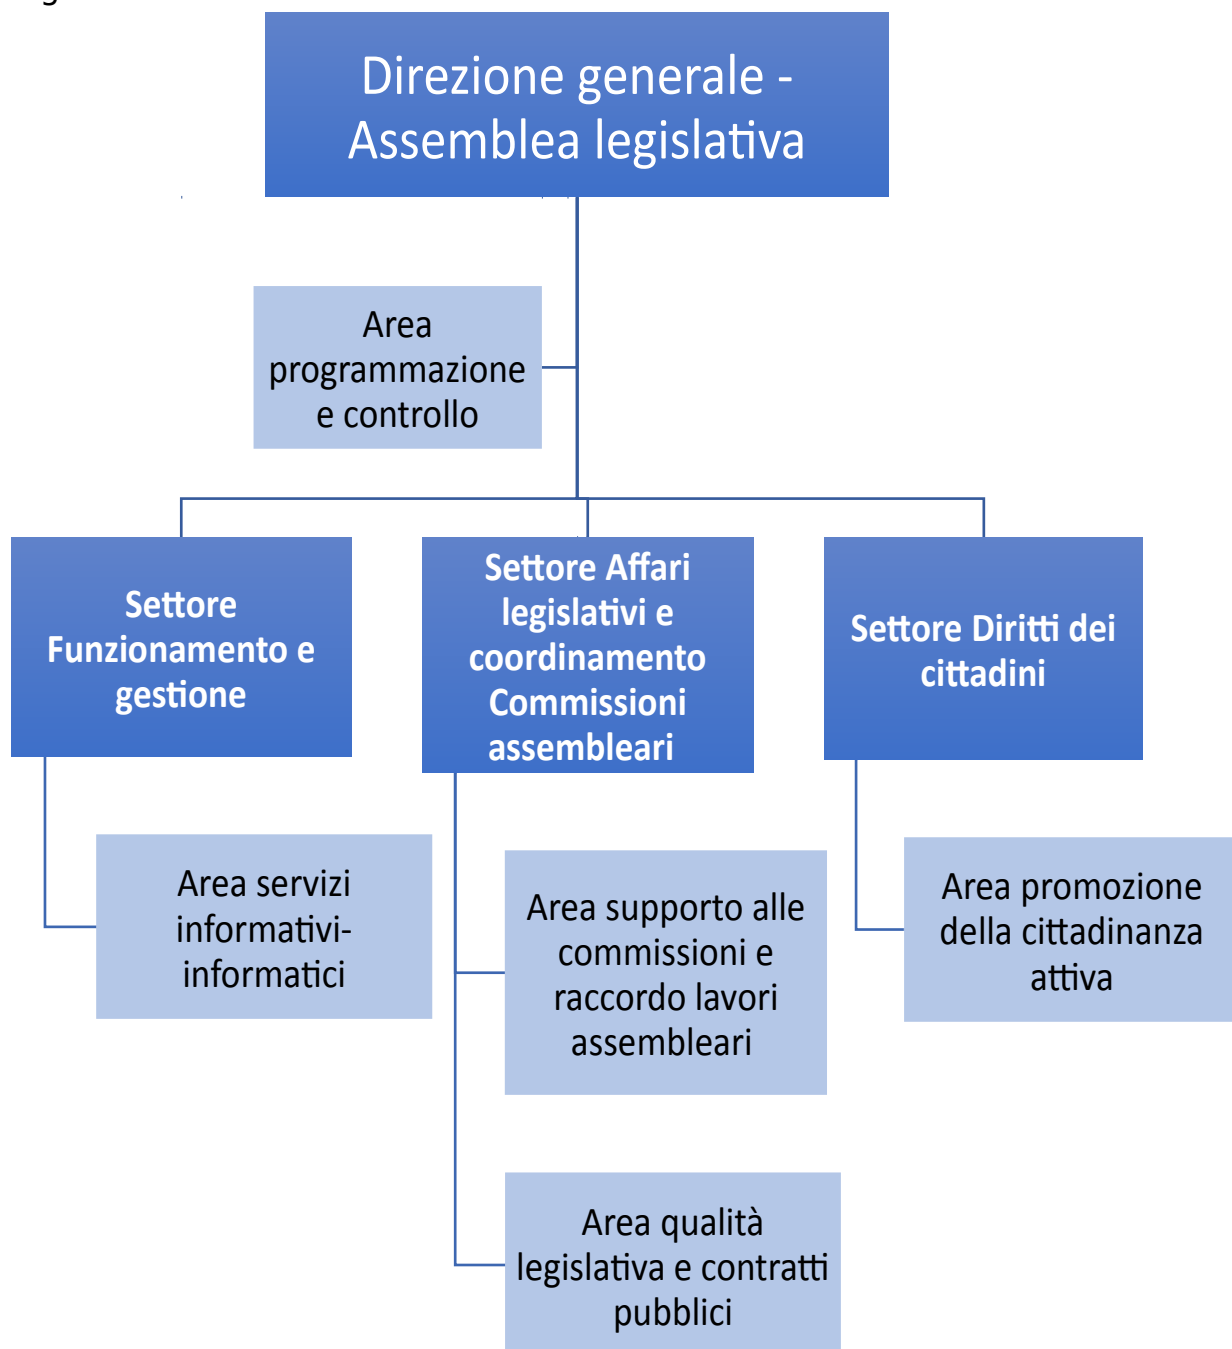 Direzione generale -
Assemblea legislativa
Area
programmazione
e controllo
Settore
Funzionamento e
gestione
Settore Affari
legislativi e
coordinamento
Commissioni
assembleari
Settore Diritti dei
cittadini
Area servizi
informativi-
informatici
Area supporto alle
commissioni e
raccordo lavori
assembleari
Area promozione
della cittadinanza
attiva
Area qualità
legislativa e contratti
pubblici